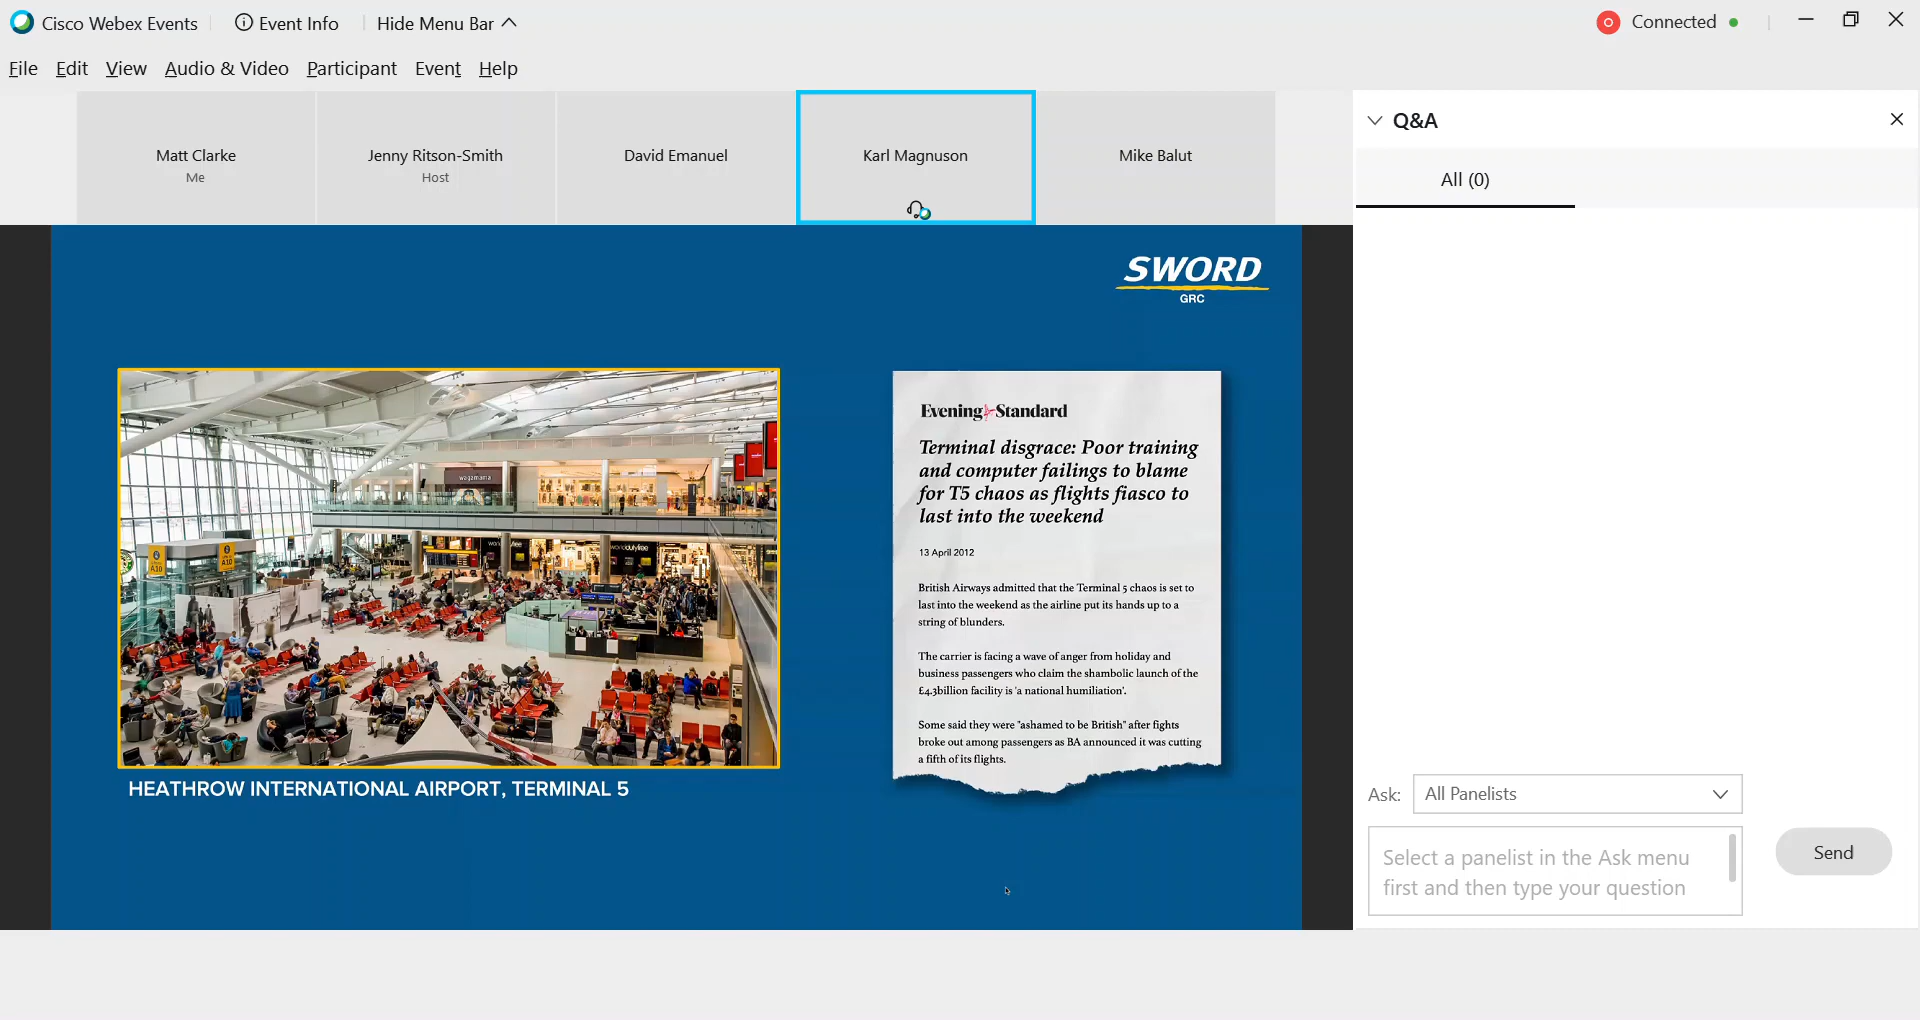 Cisco Webex Events
Event Info
Hide Menu Bar
Connected
File Edit View Audio & Video Participant Event Help
Matt Clarke
Me
Jenny Ritson-Smith
Host
David Emanuel
Karl Magnuson
Mike Balut
Q&A
All (0)
SWORD
GRC
wagamama
A10
A10
HEATHROW INTERNATIONAL AIRPORT, TERMINAL 5
Evening Standard
Terminal disgrace: Poor training
and computer failings to blame
for T5 chaos as flights fiasco to
last into the weekend
13 April 2012
British Airways admitted that the Terminal 5 chaos is set to
last into the weekend as the airline put its hands up to a
string of blunders.
The carrier is facing a wave of anger from holiday and
business passengers who claim the shambolic launch of the
£4.3billion facility is 'a national humiliation'.
Some said they were "ashamed to be British" after fights
broke out among passengers as BA announced it was cutting
a fifth of its flights.
Ask: All Panelists
Select a panelist in the Ask menu
first and then type your question
Send